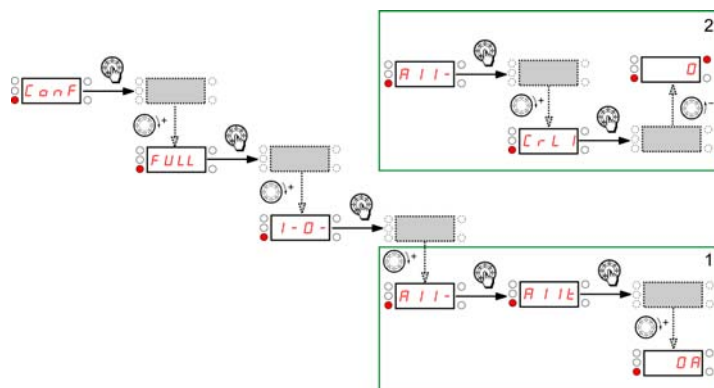 2
AI1-
0
ConF
+
+
-
CrL1
FULL
+
I-O-
1
+
AI1-
AI1t
+
0A